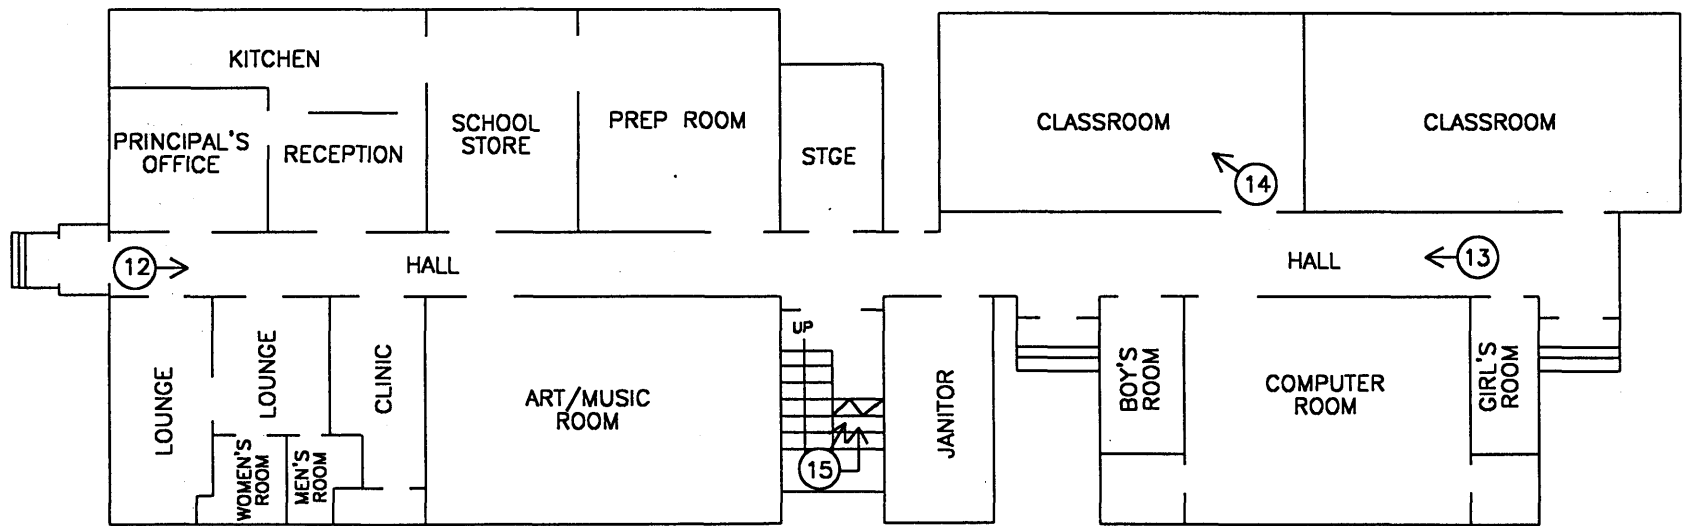 KITCHEN
PRINCIPAL'S
OFFICE
RECEPTION
SCHOOL
STORE
PREP ROOM
STGE
CLASSROOM
CLASSROOM
14
12
HALL
HALL
13
LOUNGE
LOUNGE
CLINIC
WOMEN'S
ROOM
MEN'S
ROOM
ART/MUSIC
ROOM
UP
15
JANITOR
BOY'S
ROOM
COMPUTER
ROOM
GIRL'S
ROOM